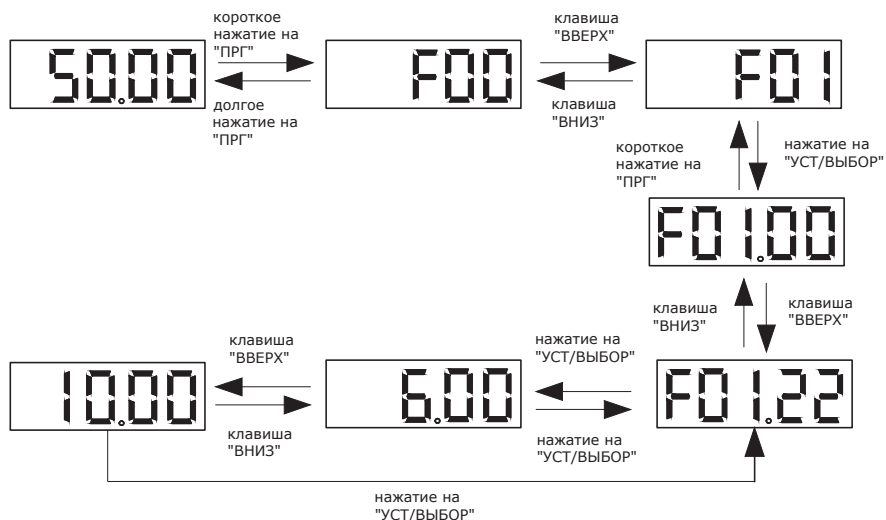 короткое
нажатие на
"ПРГ"
50.00
долгое
нажатие на
"ПРГ"
F00
клавиша
"ВВЕРХ"
клавиша
"ВНИЗ"
F01
короткое
нажатие на
"ПРГ"
нажатие на
"УСТ/ВЫБОР"
F01.00
клавиша
"ВНИЗ"
клавиша
"ВВЕРХ"
10.00
клавиша
"ВВЕРХ"
клавиша
"ВНИЗ"
6.00
нажатие на
"УСТ/ВЫБОР"
нажатие на
"УСТ/ВЫБОР"
F01.22
нажатие на
"УСТ/ВЫБОР"